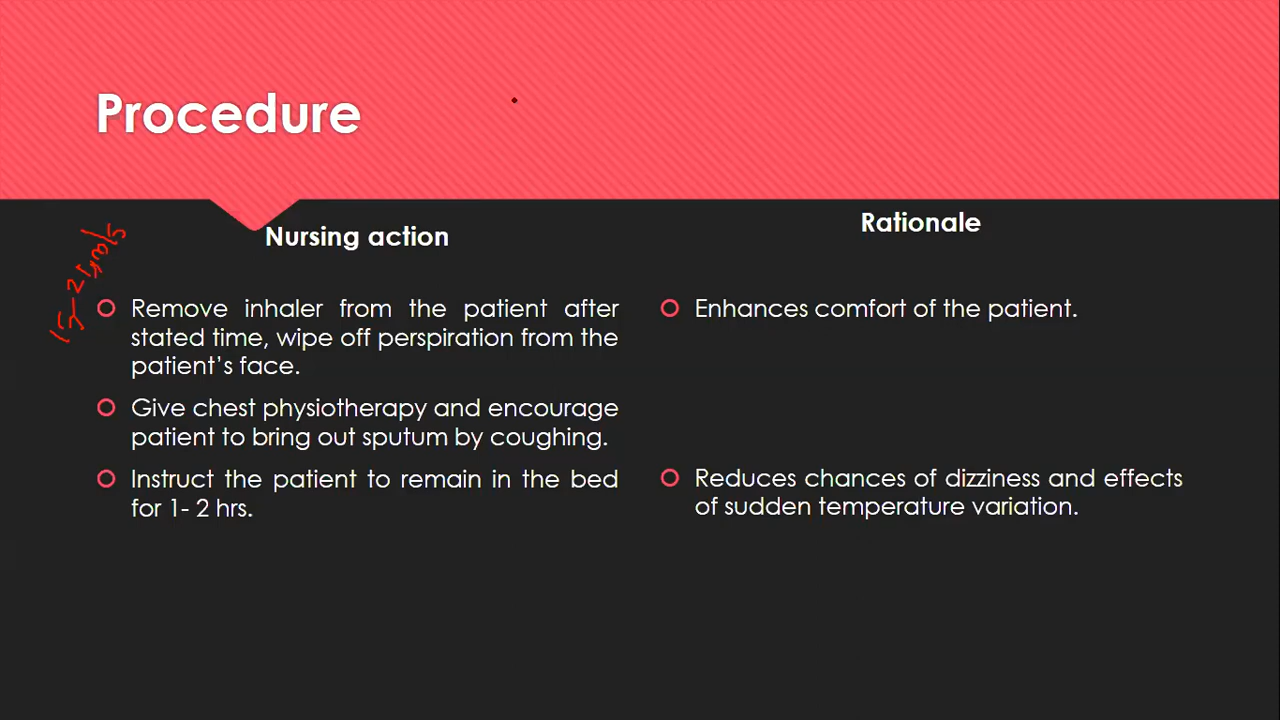 Procedure
Nursing action
Remove inhaler from the patient after
stated time, wipe off perspiration from the
patient’s face.
Give chest physiotherapy and encourage
patient to bring out sputum by coughing.
Instruct the patient to remain in the bed
for 1- 2 hrs.
Rationale
Enhances comfort of the patient.
Reduces chances of dizziness and effects
of sudden temperature variation.